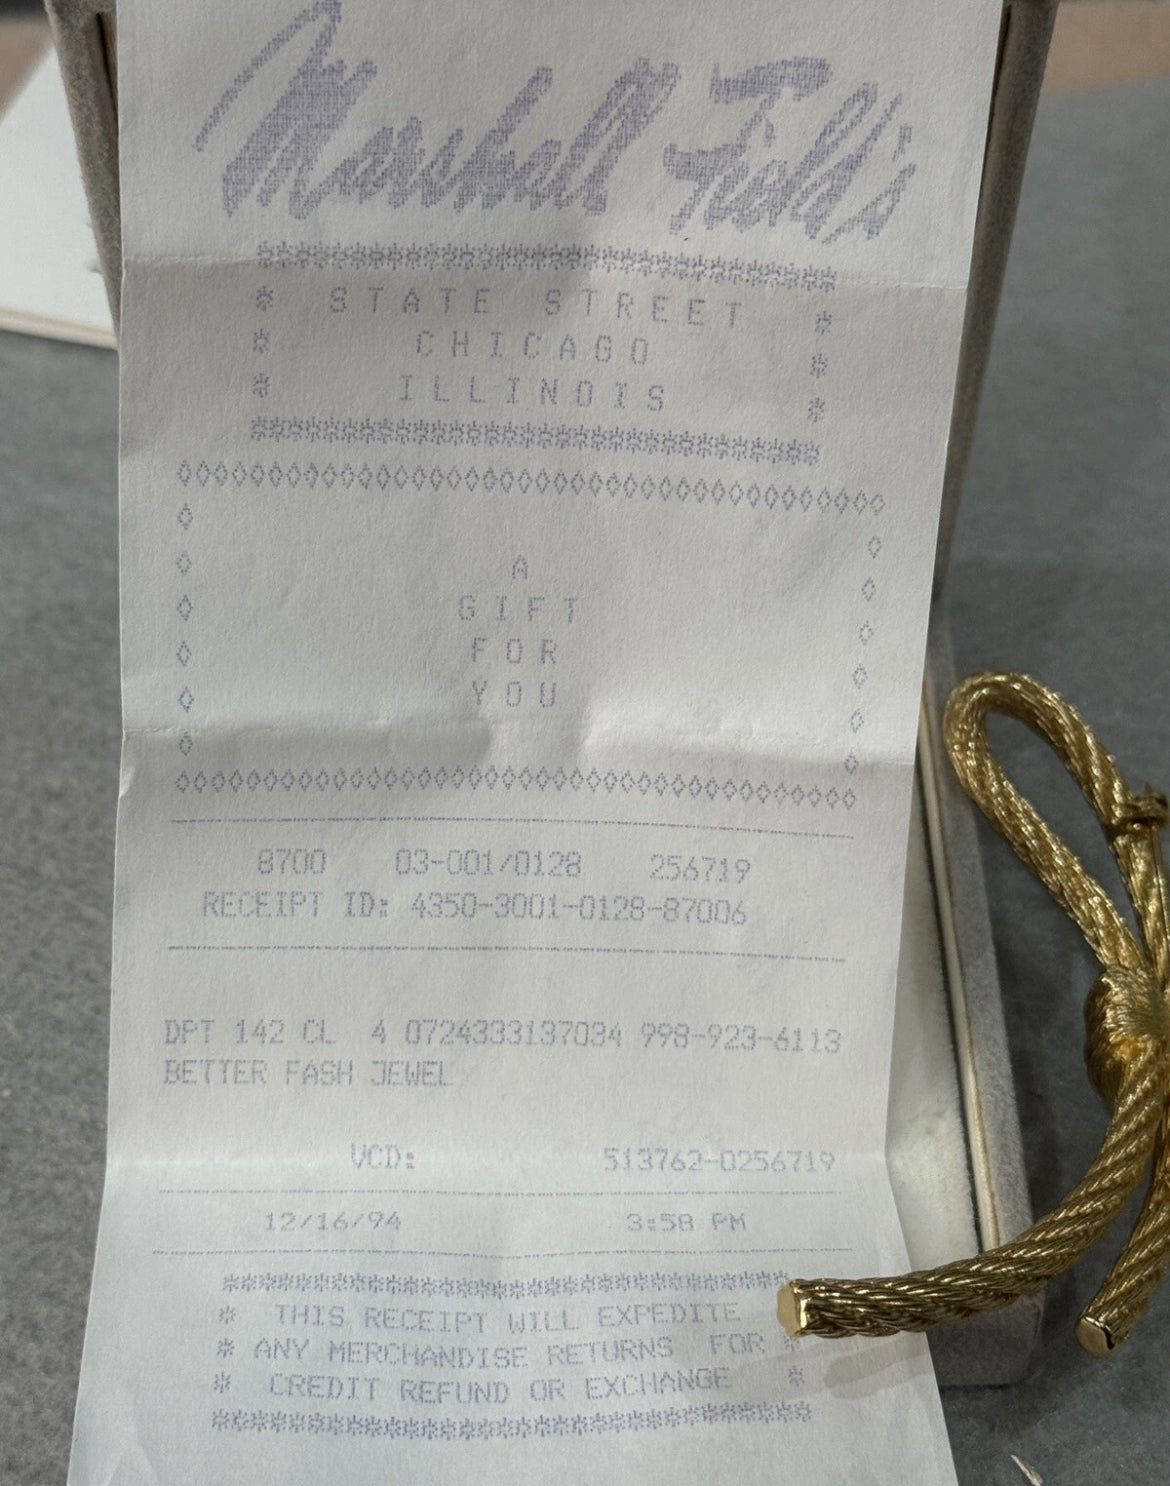 Marshall Field's
******************************
* STATE STREET *
* CHICAGO *
* ILLINOIS *
******************************
◊◊◊◊◊◊◊◊◊◊◊◊◊◊◊◊◊◊◊◊◊◊◊◊◊◊◊◊◊◊◊◊◊◊◊◊◊◊◊◊
A
GIFT
FOR
YOU
◊◊◊◊◊◊◊◊◊◊◊◊◊◊◊◊◊◊◊◊◊◊◊◊◊◊◊◊◊◊◊◊◊◊◊◊◊◊◊◊
8700 03-001/0128 256719
RECEIPT ID: 4350-3001-0128-87006
DPT 142 CL 4 0724333137034 998-923-6113
BETTER FASH JEWEL
VCD: 513762-0256719
12/16/94 3:58 PM
********************************
* THIS RECEIPT WILL EXPEDITE
* ANY MERCHANDISE RETURNS FOR *
* CREDIT REFUND OR EXCHANGE *
********************************